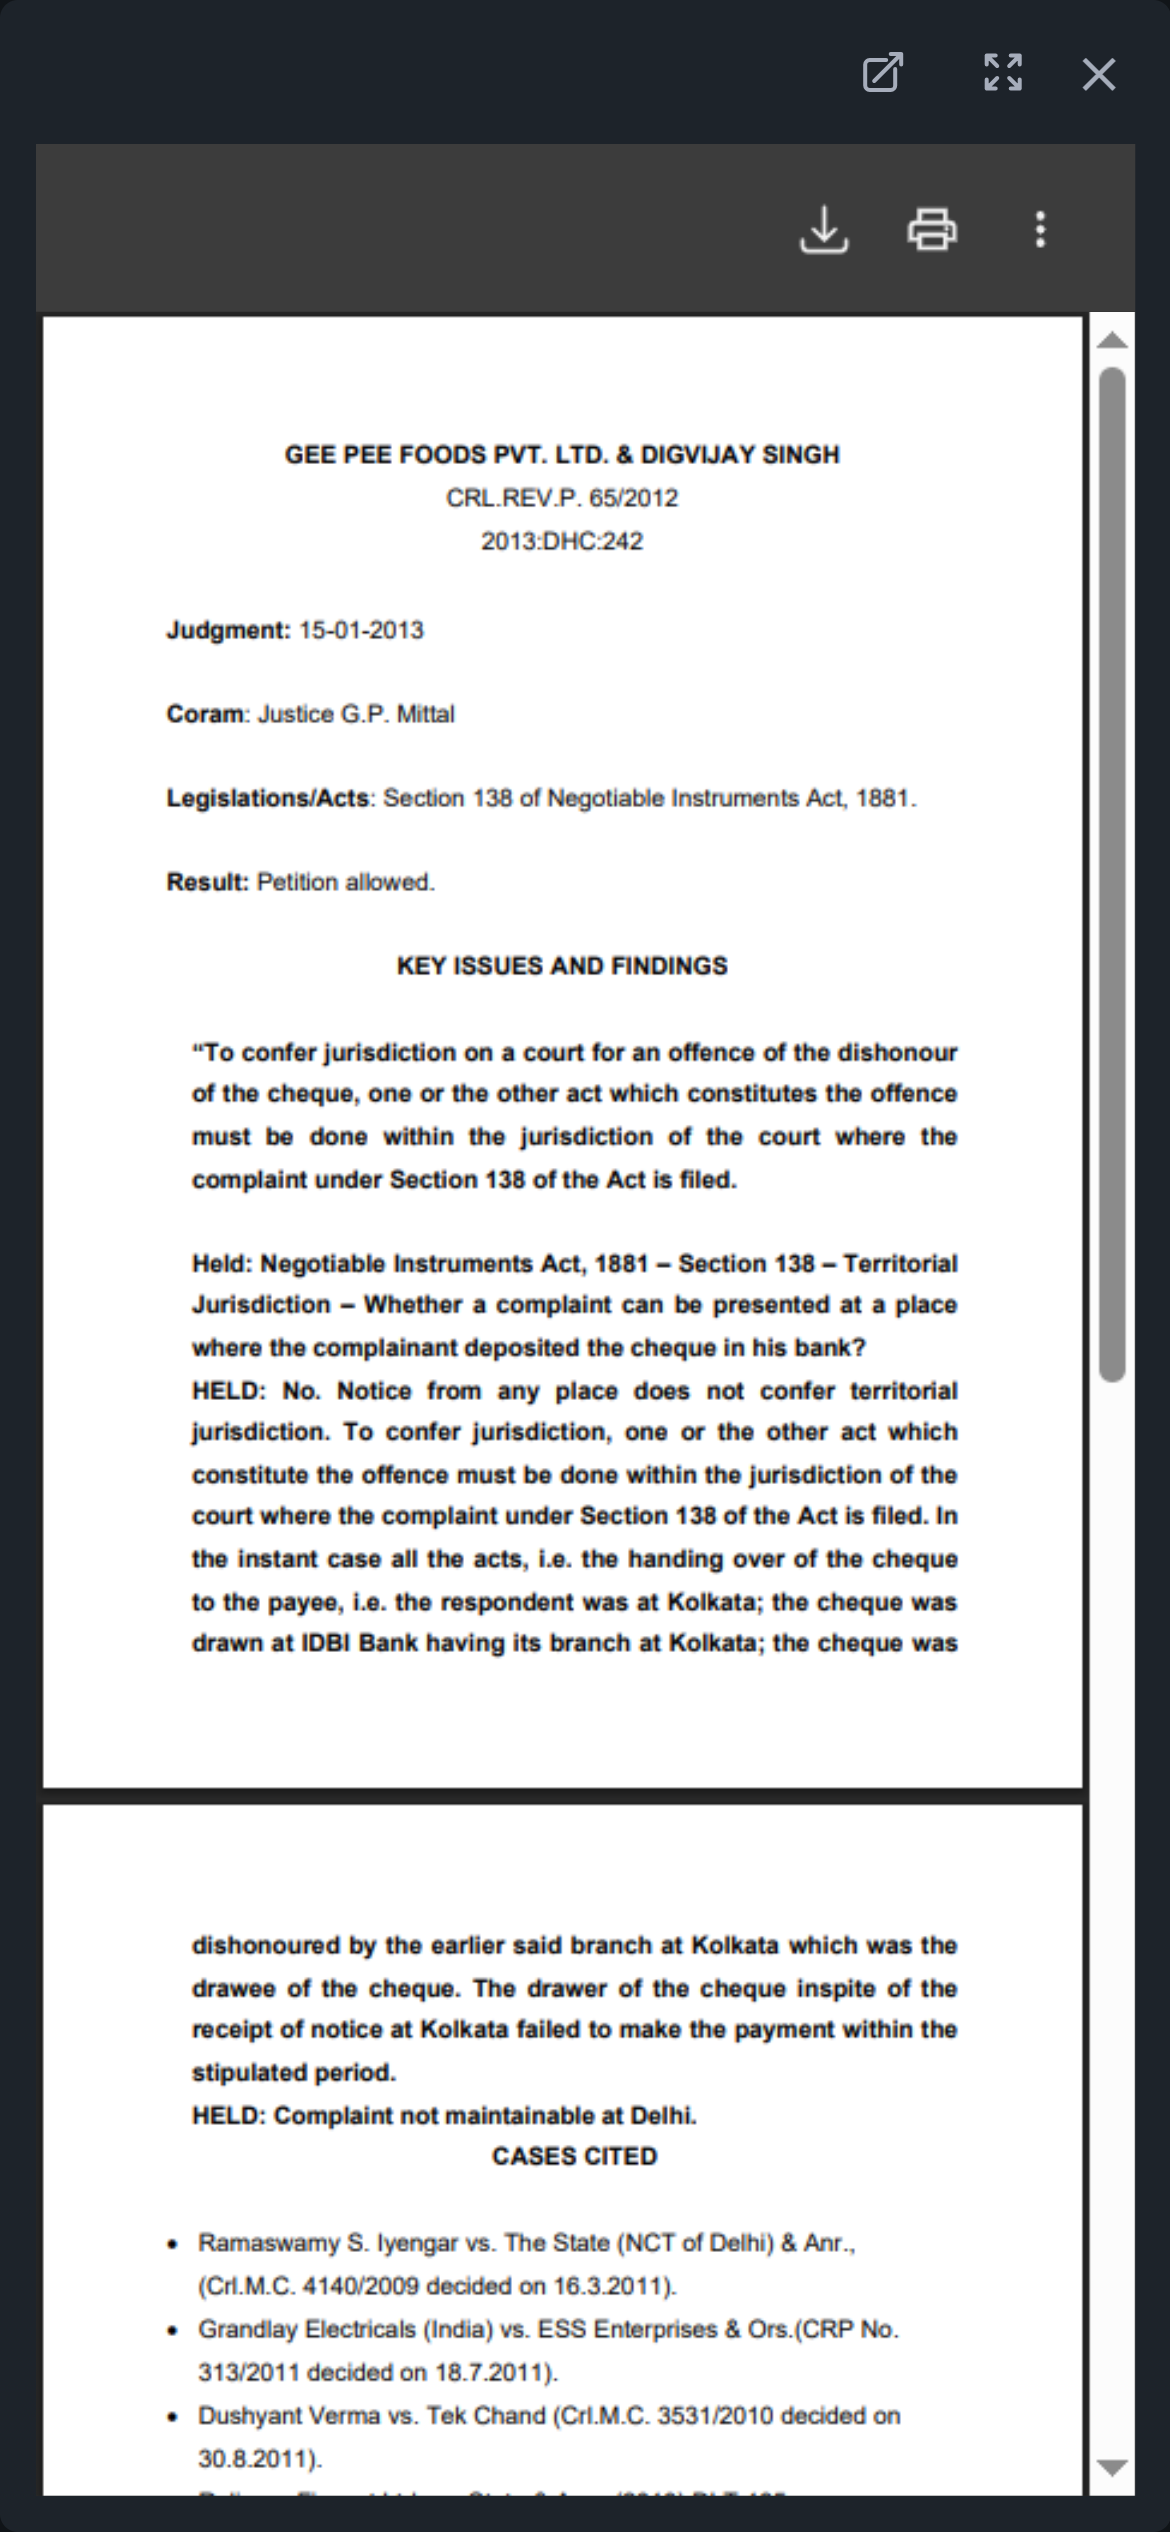 GEE PEE FOODS PVT. LTD. & DIGVIJAY SINGH
CRL.REV.P. 65/2012
2013:DHC:242
Judgment: 15-01-2013
Coram: Justice G.P. Mittal
Legislations/Acts: Section 138 of Negotiable Instruments Act, 1881.
Result: Petition allowed.
KEY ISSUES AND FINDINGS
“To confer jurisdiction on a court for an offence of the dishonour
of the cheque, one or the other act which constitutes the offence
must be done within the jurisdiction of the court where the
complaint under Section 138 of the Act is filed.
Held: Negotiable Instruments Act, 1881 – Section 138 – Territorial
Jurisdiction – Whether a complaint can be presented at a place
where the complainant deposited the cheque in his bank?
HELD: No. Notice from any place does not confer territorial
jurisdiction. To confer jurisdiction, one or the other act which
constitute the offence must be done within the jurisdiction of the
court where the complaint under Section 138 of the Act is filed. In
the instant case all the acts, i.e. the handing over of the cheque
to the payee, i.e. the respondent was at Kolkata; the cheque was
drawn at IDBI Bank having its branch at Kolkata; the cheque was
dishonoured by the earlier said branch at Kolkata which was the
drawee of the cheque. The drawer of the cheque inspite of the
receipt of notice at Kolkata failed to make the payment within the
stipulated period.
HELD: Complaint not maintainable at Delhi.
CASES CITED
• Ramaswamy S. Iyengar vs. The State (NCT of Delhi) & Anr.,
(Crl.M.C. 4140/2009 decided on 16.3.2011).
• Grandlay Electricals (India) vs. ESS Enterprises & Ors.(CRP No.
313/2011 decided on 18.7.2011).
• Dushyant Verma vs. Tek Chand (Crl.M.C. 3531/2010 decided on
30.8.2011).